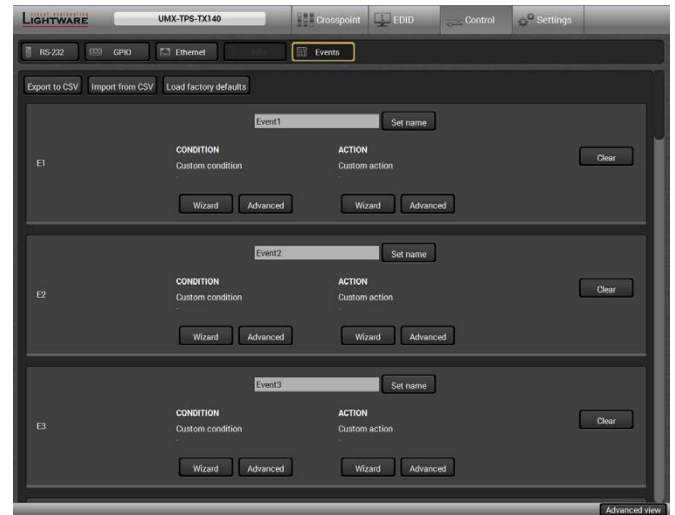 LIGHTWARE
UMX-TPS-TX140
Crosspoint
EDID
Control
Settings
RS-232
GPIO
Ethernet
Events
Export to CSV
Import from CSV
Load factory defaults
Event1
Set name
E1
CONDITION
ACTION
Custom condition
Custom action
-
Clear
Wizard
Advanced
Wizard
Advanced
Event2
Set name
E2
CONDITION
ACTION
Custom condition
Custom action
-
Clear
Wizard
Advanced
Wizard
Advanced
Event3
Set name
E3
CONDITION
ACTION
Custom condition
Custom action
-
Clear
Wizard
Advanced
Wizard
Advanced
Advanced view